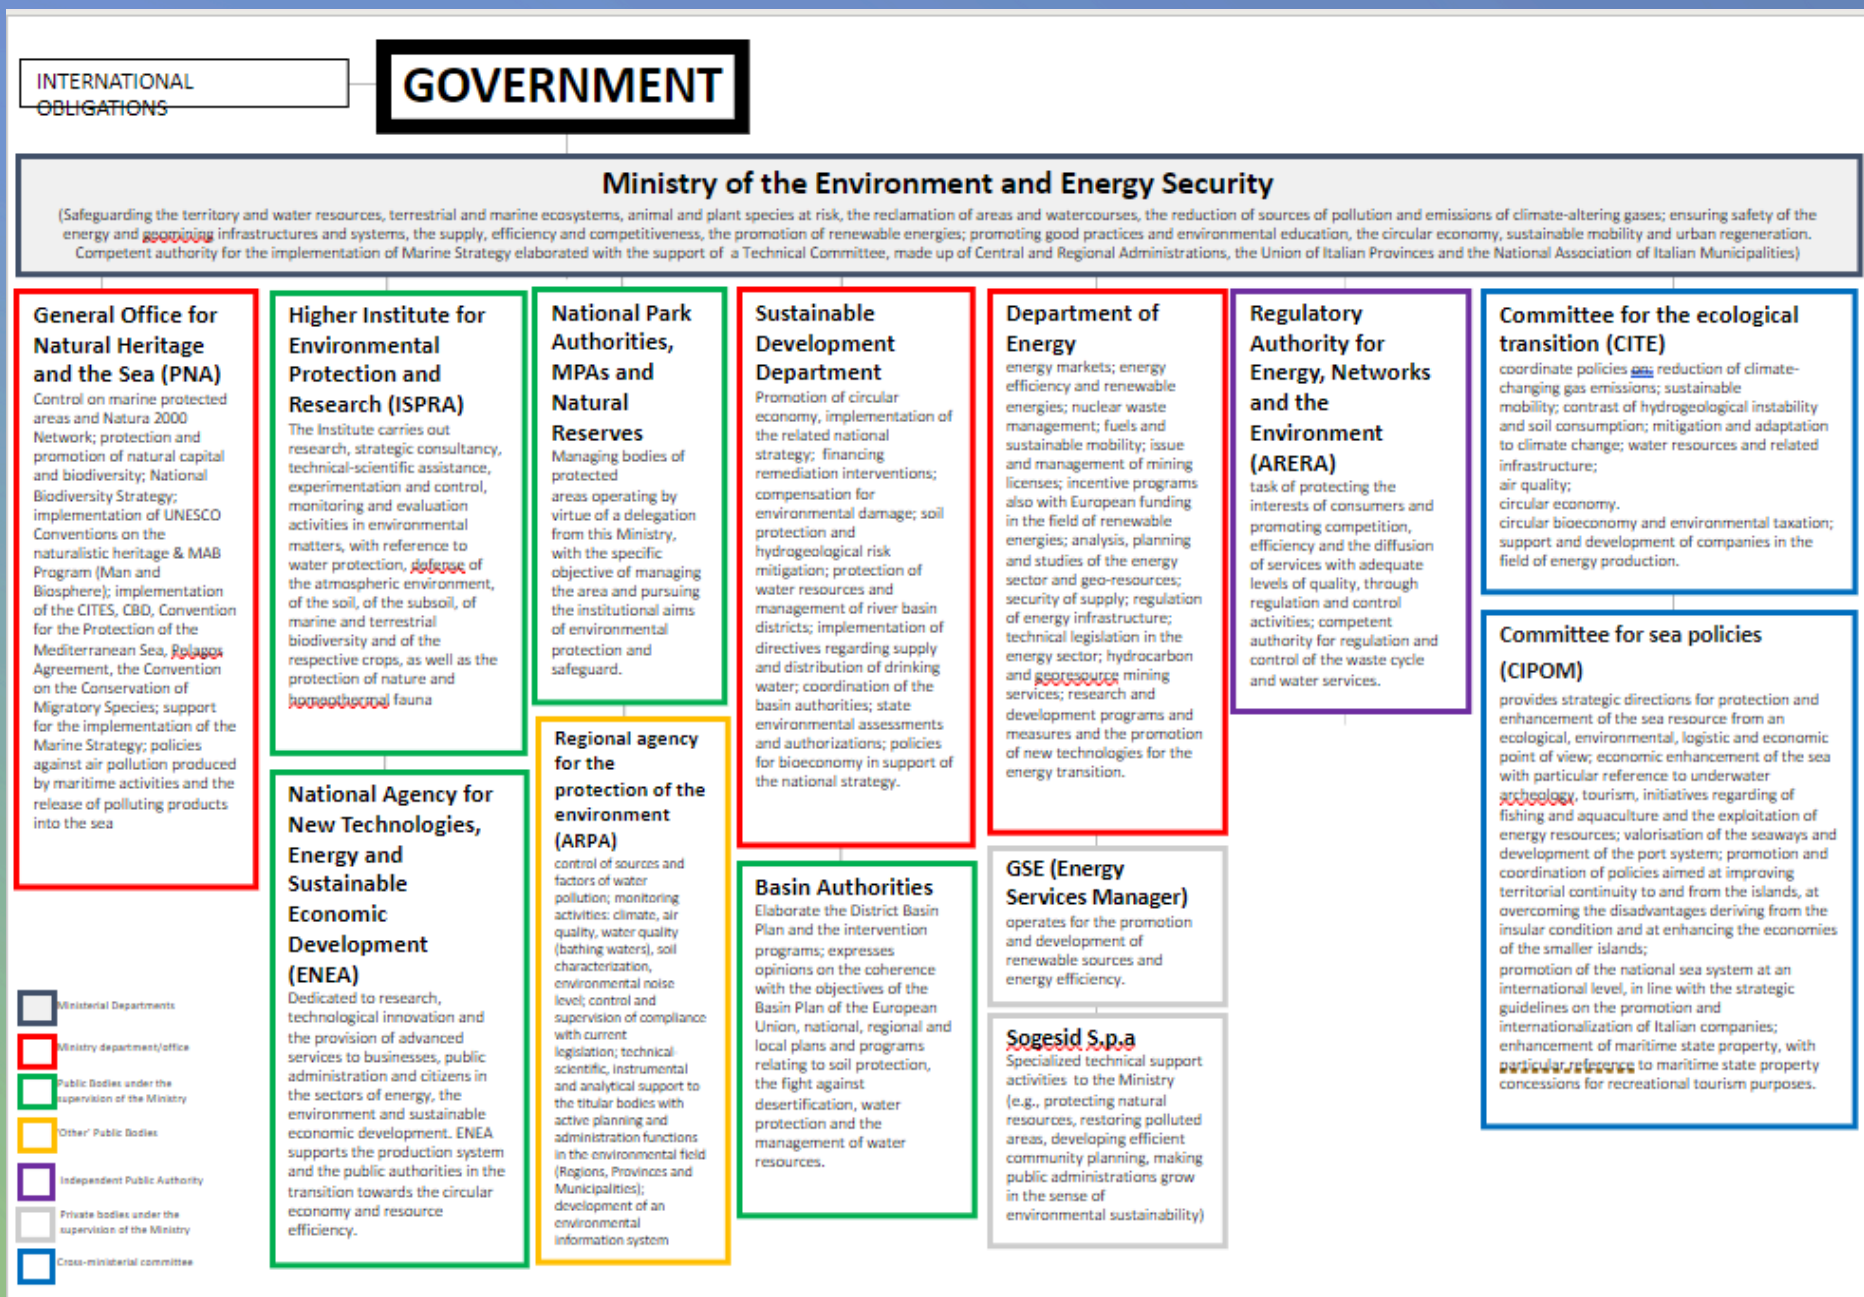 INTERNATIONAL
OBLIGATIONS
GOVERNMENT
Ministry of the Environment and Energy Security
(Safeguarding the territory and water resources, terrestrial and marine ecosystems, animal and plant species at risk, the reclamation of areas and watercourses, the reduction of sources of pollution and emissions of climate-altering gases; ensuring safety of the
energy and geomining infrastructures and systems, the supply, efficiency and competitiveness, the promotion of renewable energies; promoting good practices and environmental education, the circular economy, sustainable mobility and urban regeneration.
Competent authority for the implementation of Marine Strategy elaborated with the support of a Technical Committee, made up of Central and Regional Administrations, the Union of Italian Provinces and the National Association of Italian Municipalities)
General Office for
Natural Heritage
and the Sea (PNA)
Control on marine protected
areas and Natura 2000
Network; protection and
promotion of natural capital
and biodiversity; National
Biodiversity Strategy;
implementation of UNESCO
Conventions on the
naturalistic heritage & MAB
Program (Man and
Biosphere); implementation
of the CITES, CBD, Convention
for the Protection of the
Mediterranean Sea, Pelagos
Agreement, the Convention
on the Conservation of
Migratory Species; support
for the implementation of the
Marine Strategy; policies
against air pollution produced
by maritime activities and the
release of polluting products
into the sea
Higher Institute for
Environmental
Protection and
Research (ISPRA)
The Institute carries out
research, strategic consultancy,
technical-scientific assistance,
experimentation and control,
monitoring and evaluation
activities in environmental
matters, with reference to
water protection, defense of
the atmospheric environment,
of the soil, of the subsoil, of
marine and terrestrial
biodiversity and of the
respective crops, as well as the
protection of nature and
homeothermal fauna
National Agency for
New Technologies,
Energy and
Sustainable
Economic
Development
(ENEA)
Dedicated to research,
technological innovation and
the provision of advanced
services to businesses, public
administration and citizens in
the sectors of energy, the
environment and sustainable
economic development. ENEA
supports the production system
and the public authorities in the
transition towards the circular
economy and resource
efficiency.
National Park
Authorities,
MPAs and
Natural
Reserves
Managing bodies of
protected
areas operating by
virtue of a delegation
from this Ministry,
with the specific
objective of managing
the area and pursuing
the institutional aims
of environmental
protection and
safeguard.
Regional agency
for the
protection of the
environment
(ARPA)
control of sources and
factors of water
pollution; monitoring
activities: climate, air
quality, water quality
(bathing waters), soil
characterization,
environmental noise
level; control and
supervision of compliance
with current
legislation; technical-
scientific, instrumental
and analytical support to
the titular bodies with
active planning and
administration functions
in the environmental field
(Regions, Provinces and
Municipalities);
development of an
environmental
information system
Sustainable
Development
Department
Promotion of circular
economy, implementation of
the related national
strategy; financing
remediation interventions;
compensation for
environmental damage; soil
protection and
hydrogeological risk
mitigation; protection of
water resources and
management of river basin
districts; implementation of
directives regarding supply
and distribution of drinking
water; coordination of the
basin authorities; state
environmental assessments
and authorizations; policies
for bioeconomy in support of
the national strategy.
Basin Authorities
Elaborate the District Basin
Plan and the intervention
programs; expresses
opinions on the coherence
with the objectives of the
Basin Plan of the European
Union, national, regional and
local plans and programs
relating to soil protection,
the fight against
desertification, water
protection and the
management of water
resources.
Department of
Energy
energy markets; energy
efficiency and renewable
energies; nuclear waste
management; fuels and
sustainable mobility; issue
and management of mining
licenses; incentive programs
also with European funding
in the field of renewable
energies; analysis, planning
and studies of the energy
sector and geo-resources;
security of supply; regulation
of energy infrastructure;
technical legislation in the
energy sector; hydrocarbon
and georesource mining
services; research and
development programs and
measures and the promotion
of new technologies for the
energy transition.
GSE (Energy
Services Manager)
operates for the promotion
and development of
renewable sources and
energy efficiency.
Sogesid S.p.a
Specialized technical support
activities to the Ministry
(e.g., protecting natural
resources, restoring polluted
areas, developing efficient
community planning, making
public administrations grow
in the sense of
environmental sustainability)
Regulatory
Authority for
Energy, Networks
and the
Environment
(ARERA)
task of protecting the
interests of consumers and
promoting competition,
efficiency and the diffusion
of services with adequate
levels of quality, through
regulation and control
activities; competent
authority for regulation and
control of the waste cycle
and water services.
Committee for the ecological
transition (CITE)
coordinate policies on: reduction of climate-
changing gas emissions; sustainable
mobility; contrast of hydrogeological instability
and soil consumption; mitigation and adaptation
to climate change; water resources and related
infrastructure;
air quality;
circular economy.
circular bioeconomy and environmental taxation;
support and development of companies in the
field of energy production.
Committee for sea policies
(CIPOM)
provides strategic directions for protection and
enhancement of the sea resource from an
ecological, environmental, logistic and economic
point of view; economic enhancement of the sea
with particular reference to underwater
archeology, tourism, initiatives regarding of
fishing and aquaculture and the exploitation of
energy resources; valorisation of the seaways and
development of the port system; promotion and
coordination of policies aimed at improving
territorial continuity to and from the islands, at
overcoming the disadvantages deriving from the
insular condition and at enhancing the economies
of the smaller islands;
promotion of the national sea system at an
international level, in line with the strategic
guidelines on the promotion and
internationalization of Italian companies;
enhancement of maritime state property, with
particular reference to maritime state property
concessions for recreational tourism purposes.
Ministerial Departments
Ministry department/office
Public Bodies under the
supervision of the Ministry
'Other' Public Bodies
Independent Public Authority
Private bodies under the
supervision of the Ministry
Cross-ministerial committee